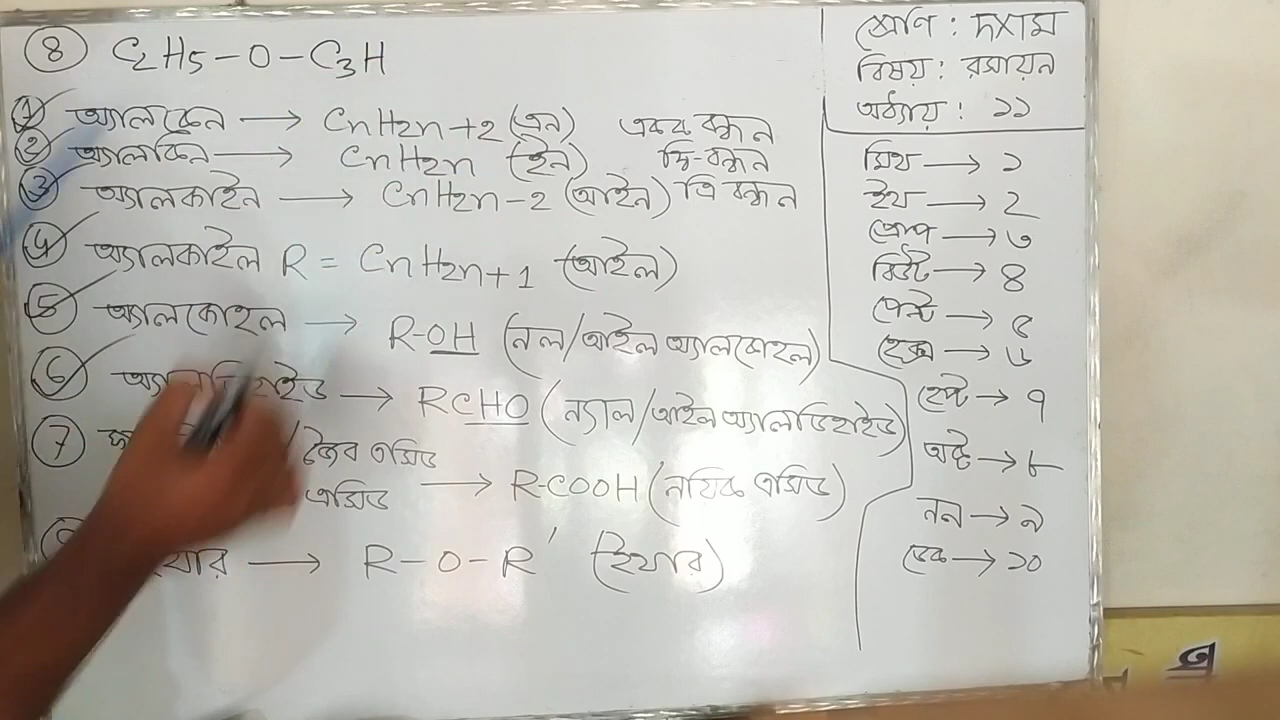 8 C2H5-O-C3H
শ্রেণি : দশম
বিষয় : রসায়ন
অধ্যায় : ১১
1 অ্যালকেন → CnH2n+2 (এন) একক বন্ধন
2 অ্যালকিন → CnH2n (ইন) দ্বি-বন্ধন
3 অ্যালকাইন → CnH2n-2 (আইন) ত্রি বন্ধন
4 অ্যালকাইল R = CnH2n+1 (আইল)
5 অ্যালকোহল → R-OH (নল/আইল অ্যালকোহল)
6 → RCHO (ন্যাল/আইল অ্যালডিহাইড)
7 / জৈব এসিড
এসিড → R-COOH (নয়িক এসিড)
→ R-O-R' (ইথার)
মিথ → ১
ইথ → 2
প্রোপ → ৩
বিউট → ৪
পেন্ট → ৫
হেক্স → ৬
হেপ্ট → ৭
অক্ট → ৮
নন → ৯
ডেক → ১০